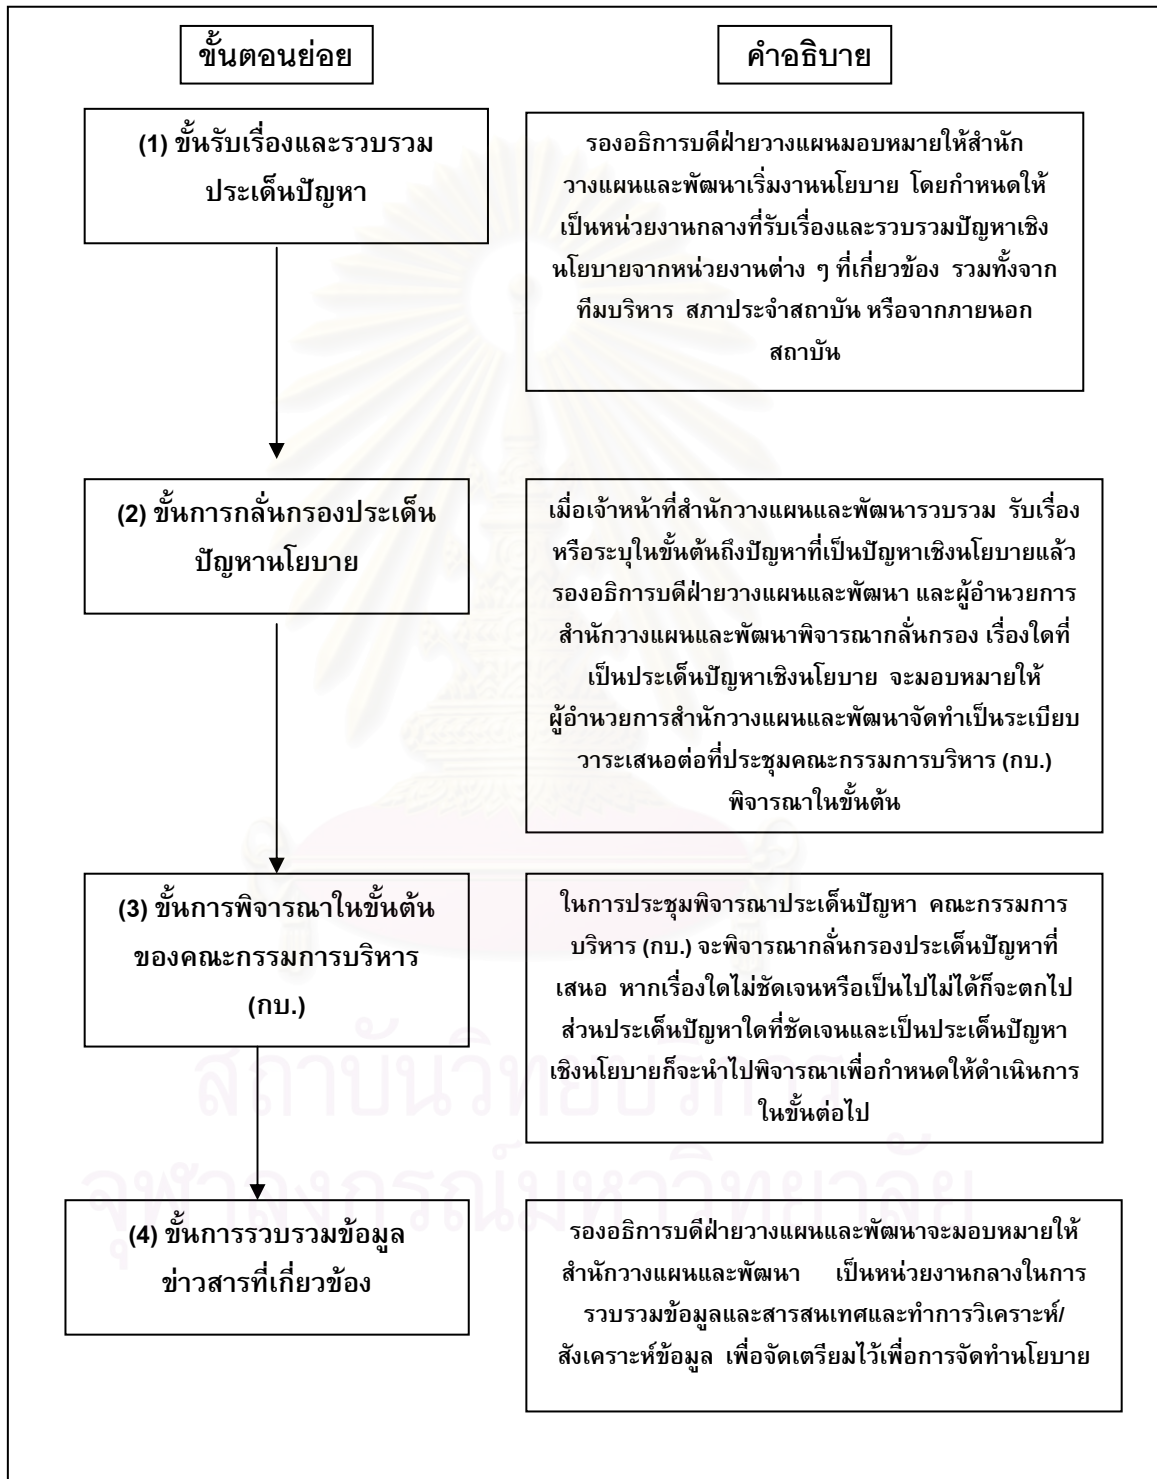 ขั้นตอนย่อย
คำอธิบาย
(1) ขั้นรับเรื่องและรวบรวม
ประเด็นปัญหา
รองอธิการบดีฝ่ายวางแผนมอบหมายให้สำนัก
วางแผนและพัฒนาเริ่มงานนโยบาย โดยกำหนดให้
เป็นหน่วยงานกลางที่รับเรื่องและรวบรวมปัญหาเชิง
นโยบายจากหน่วยงานต่าง ๆ ที่เกี่ยวข้อง รวมทั้งจาก
ทีมบริหาร สภาประจำสถาบัน หรือจากภายนอก
สถาบัน
(2) ขั้นการกลั่นกรองประเด็น
ปัญหานโยบาย
เมื่อเจ้าหน้าที่สำนักวางแผนและพัฒนารวบรวม รับเรื่อง
หรือระบุในขั้นต้นถึงปัญหาที่เป็นปัญหาเชิงนโยบายแล้ว
รองอธิการบดีฝ่ายวางแผนและพัฒนา และผู้อำนวยการ
สำนักวางแผนและพัฒนาพิจารณากลั่นกรอง เรื่องใดที่
เป็นประเด็นปัญหาเชิงนโยบาย จะมอบหมายให้
ผู้อำนวยการสำนักวางแผนและพัฒนาจัดทำเป็นระเบียบ
วาระเสนอต่อที่ประชุมคณะกรรมการบริหาร (กบ.)
พิจารณาในขั้นต้น
(3) ขั้นการพิจารณาในขั้นต้น
ของคณะกรรมการบริหาร
(กบ.)
ในการประชุมพิจารณาประเด็นปัญหา คณะกรรมการ
บริหาร (กบ.) จะพิจารณากลั่นกรองประเด็นปัญหาที่
เสนอ หากเรื่องใดไม่ชัดเจนหรือเป็นไปไม่ได้ก็จะตกไป
ส่วนประเด็นปัญหาใดที่ชัดเจนและเป็นประเด็นปัญหา
เชิงนโยบายก็จะนำไปพิจารณาเพื่อกำหนดให้ดำเนินการ
ในขั้นต่อไป
สถาบันวิทยบริการ
จุฬาลงกรณ์มหาวิทยาลัย
(4) ขั้นการรวบรวมข้อมูล
ข่าวสารที่เกี่ยวข้อง
รองอธิการบดีฝ่ายวางแผนและพัฒนาจะมอบหมายให้
สำนักวางแผนและพัฒนา เป็นหน่วยงานกลางในการ
รวบรวมข้อมูลและสารสนเทศและทำการวิเคราะห์/
สังเคราะห์ข้อมูล เพื่อจัดเตรียมไว้เพื่อการจัดทำนโยบาย